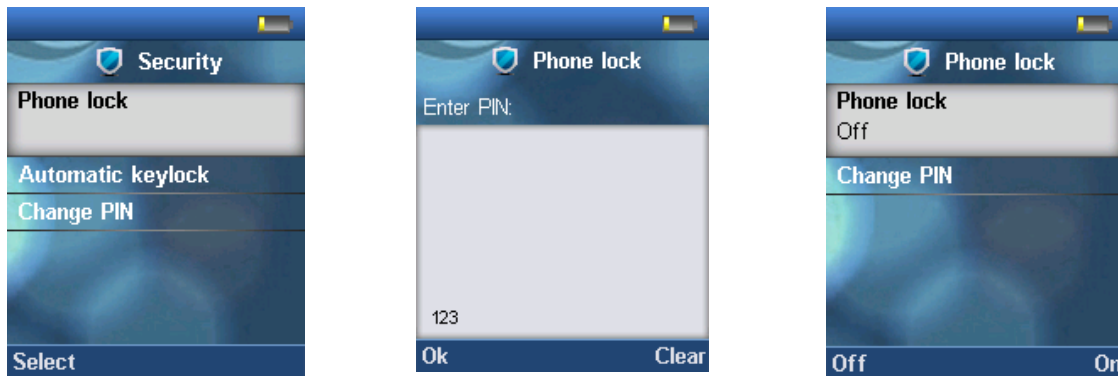 Security
Phone lock
Automatic keylock
Change PIN
Select
Phone lock
Enter PIN:
123
Ok Clear
Phone lock
Phone lock
Off
Change PIN
Off On